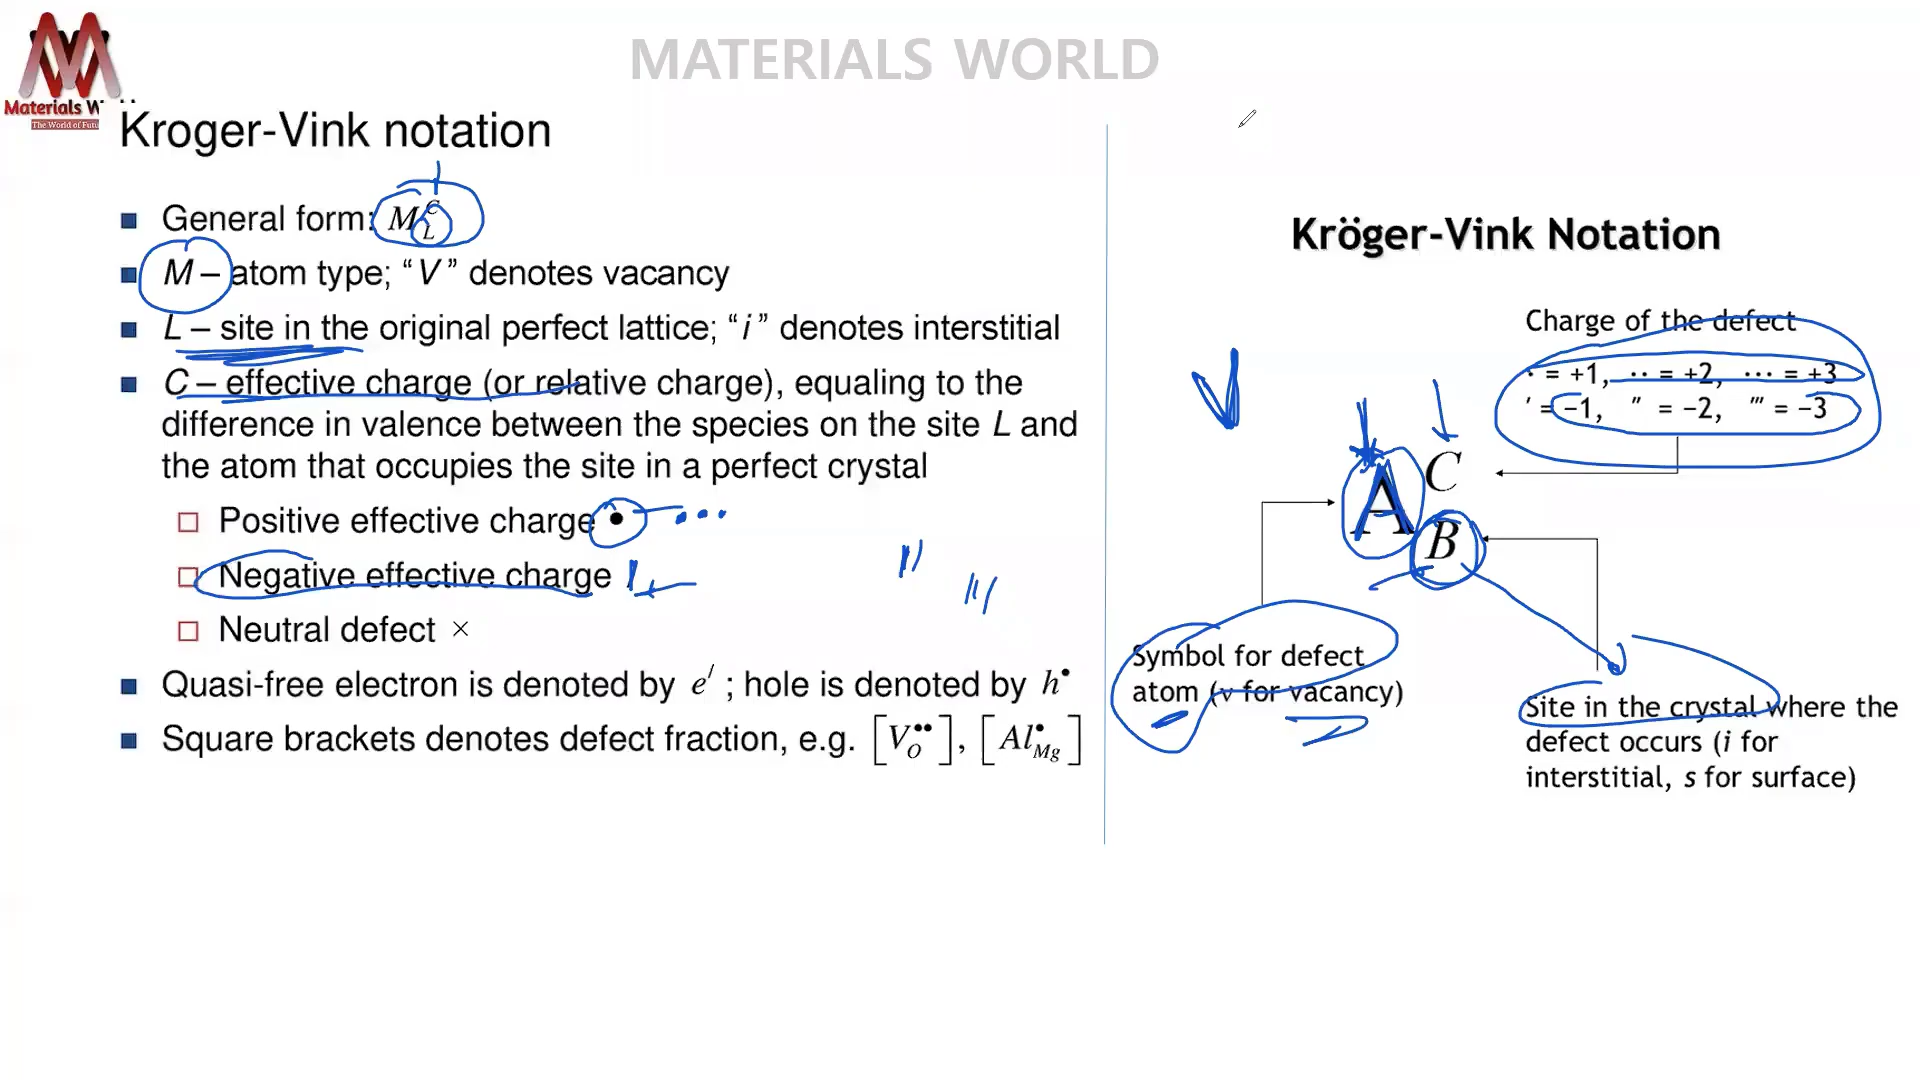 MATERIALS WORLD
Materials W
The World of Futu
Kroger-Vink notation
General form: M C L
M – atom type; “V” denotes vacancy
L – site in the original perfect lattice; “i” denotes interstitial
C – effective charge (or relative charge), equaling to the
difference in valence between the species on the site L and
the atom that occupies the site in a perfect crystal
Positive effective charge •
Negative effective charge /
Neutral defect ×
Quasi-free electron is denoted by e/ ; hole is denoted by h•
Square brackets denotes defect fraction, e.g. [VO••], [AlMg•]
Kröger-Vink Notation
Charge of the defect
· = +1, ·· = +2, ··· = +3
′ = −1, ″ = −2, ‴ = −3
A C B
Symbol for defect
atom (v for vacancy)
Site in the crystal where the
defect occurs (i for
interstitial, s for surface)